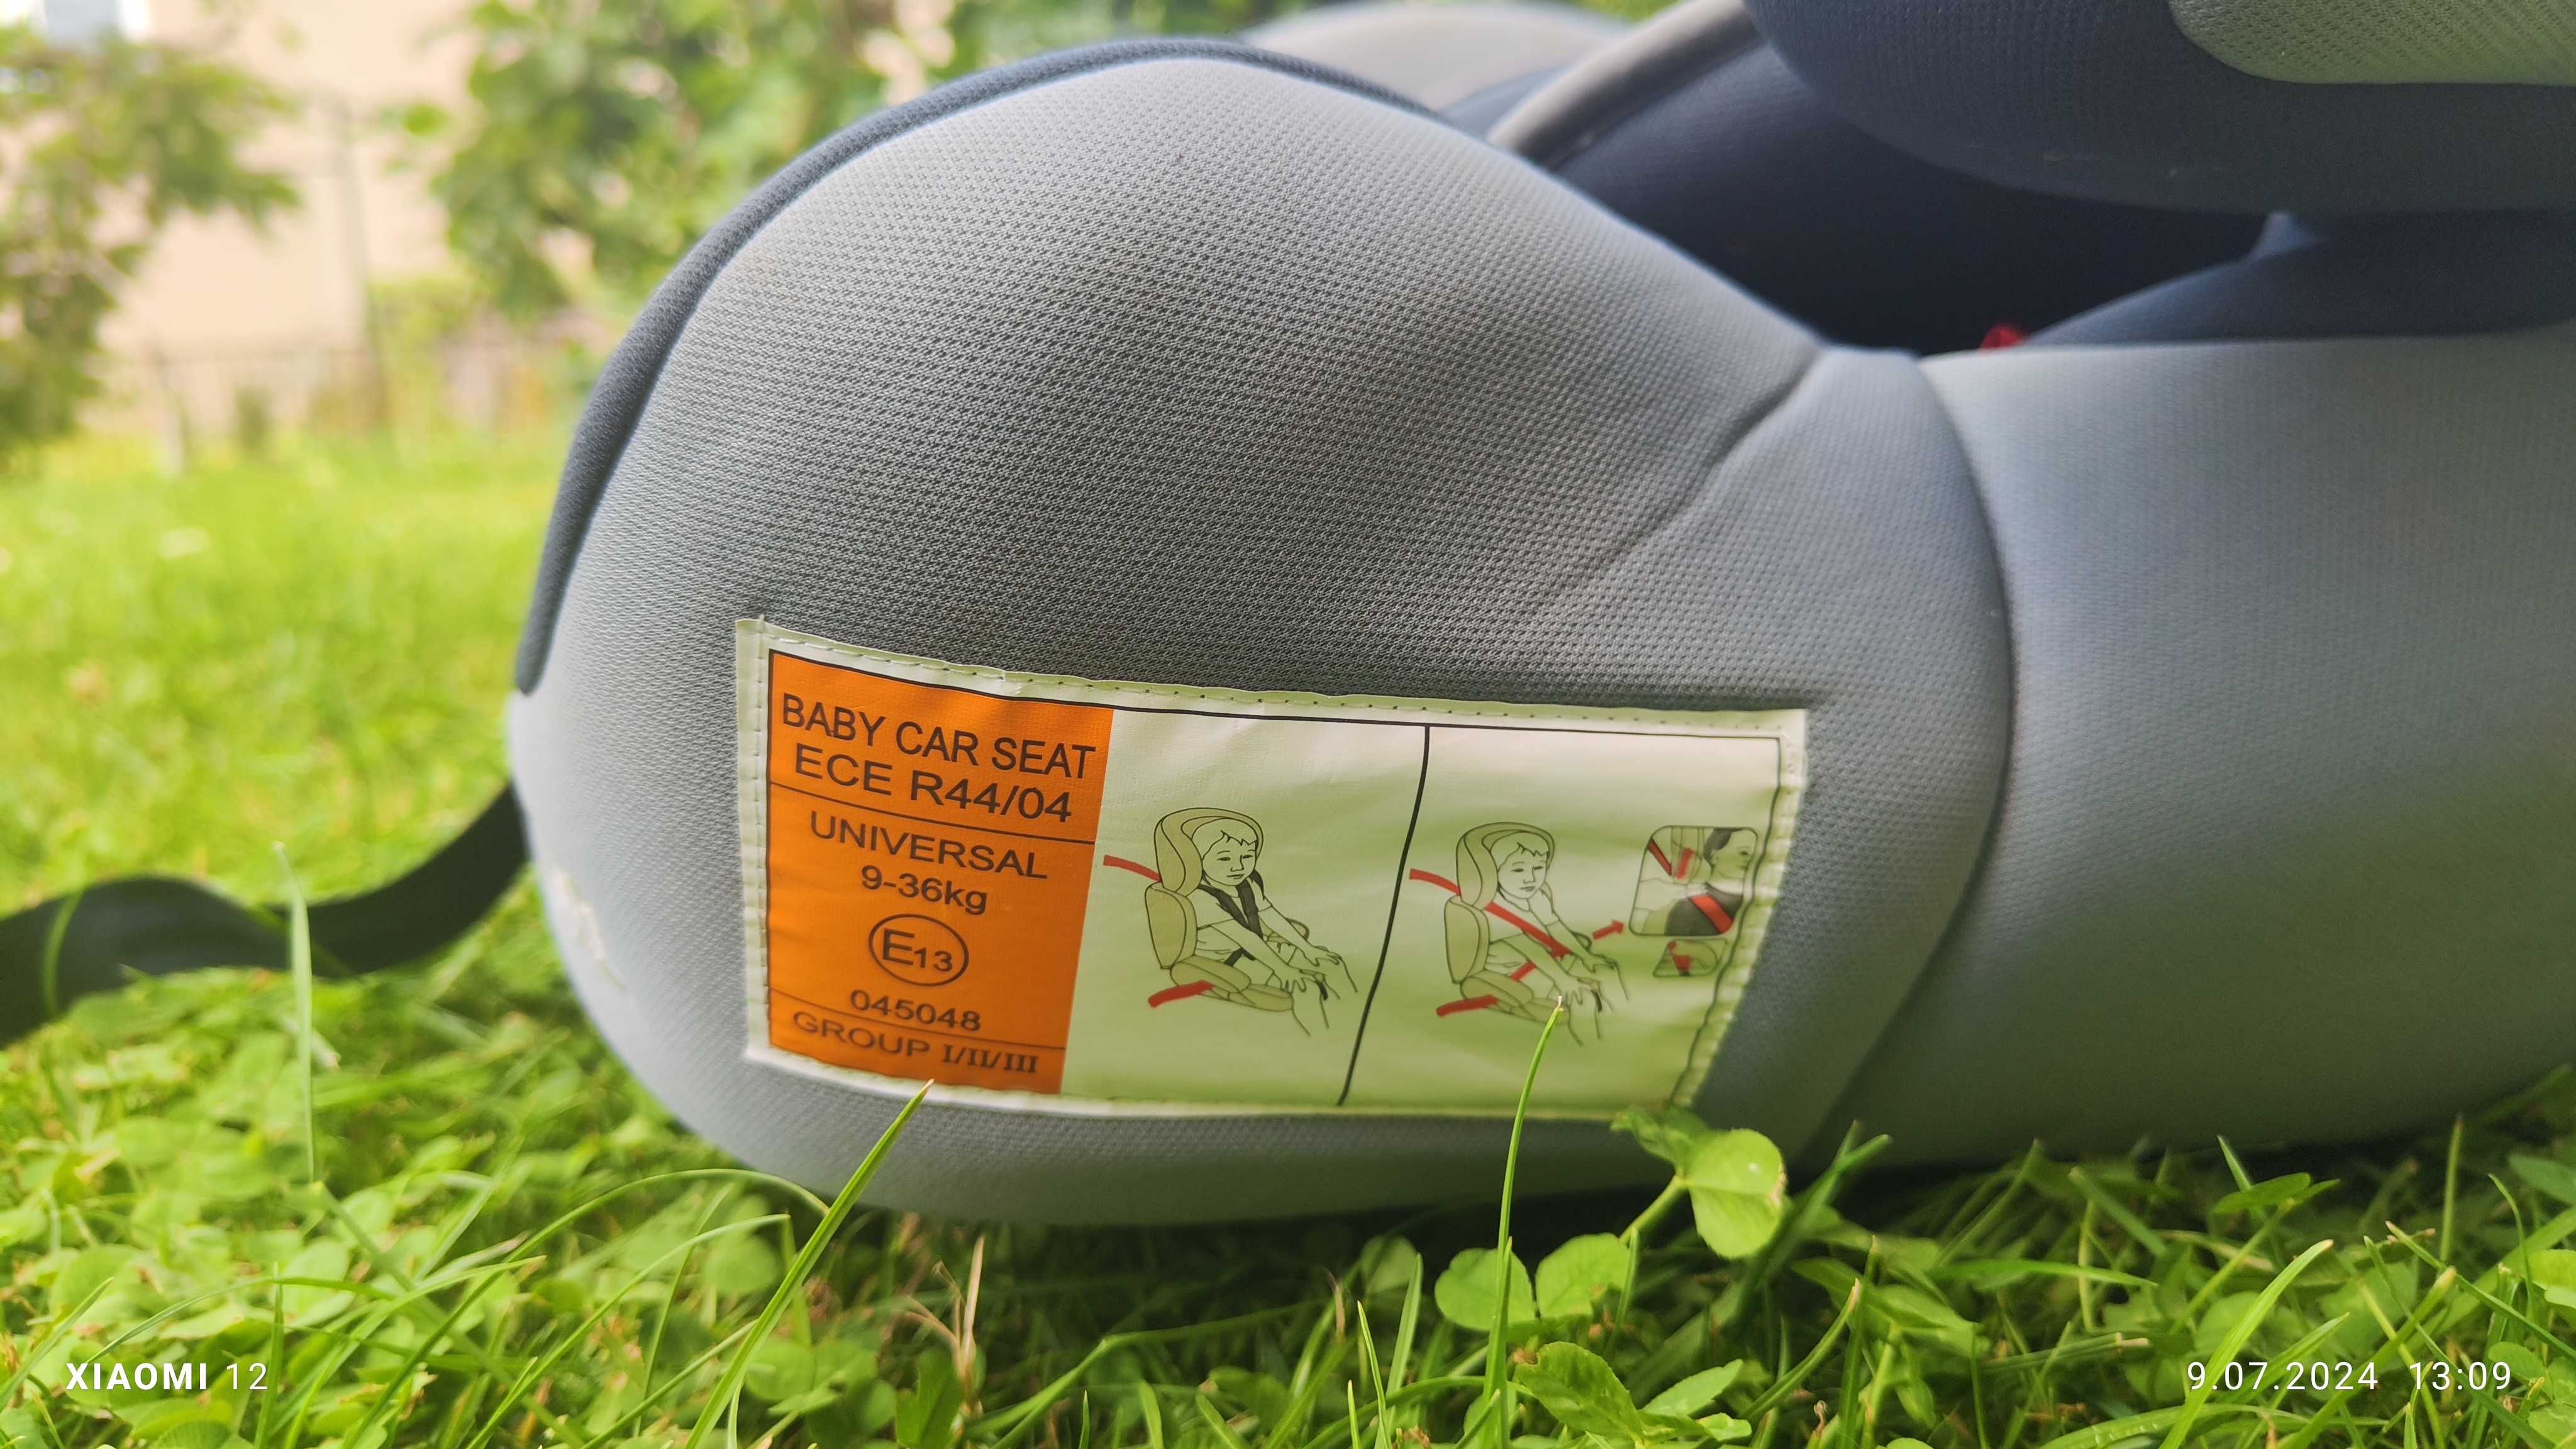 BABY CAR SEAT
ECE R44/04
UNIVERSAL
9-36kg
E13
045048
GROUP I/II/III
XIAOMI 12
9.07.2024 13:09